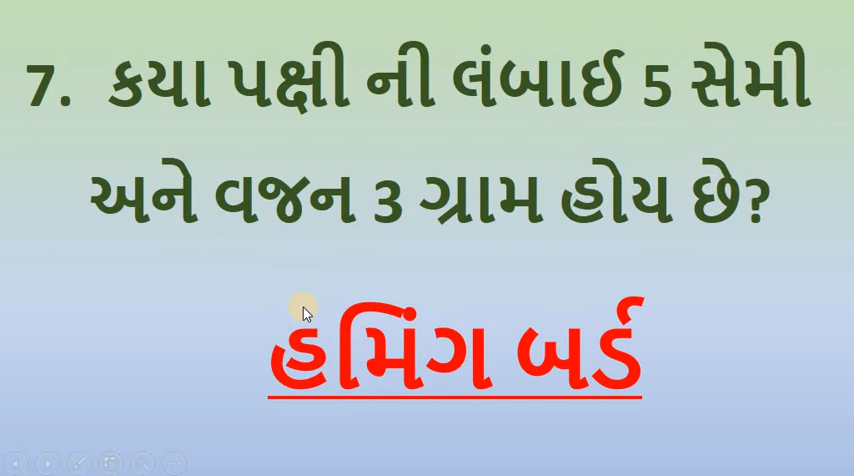 7. કયા પક્ષી ની લંબાઈ 5 સેમી
અને વજન 3 ગ્રામ હોય છે?
હમિંગ બર્ડ